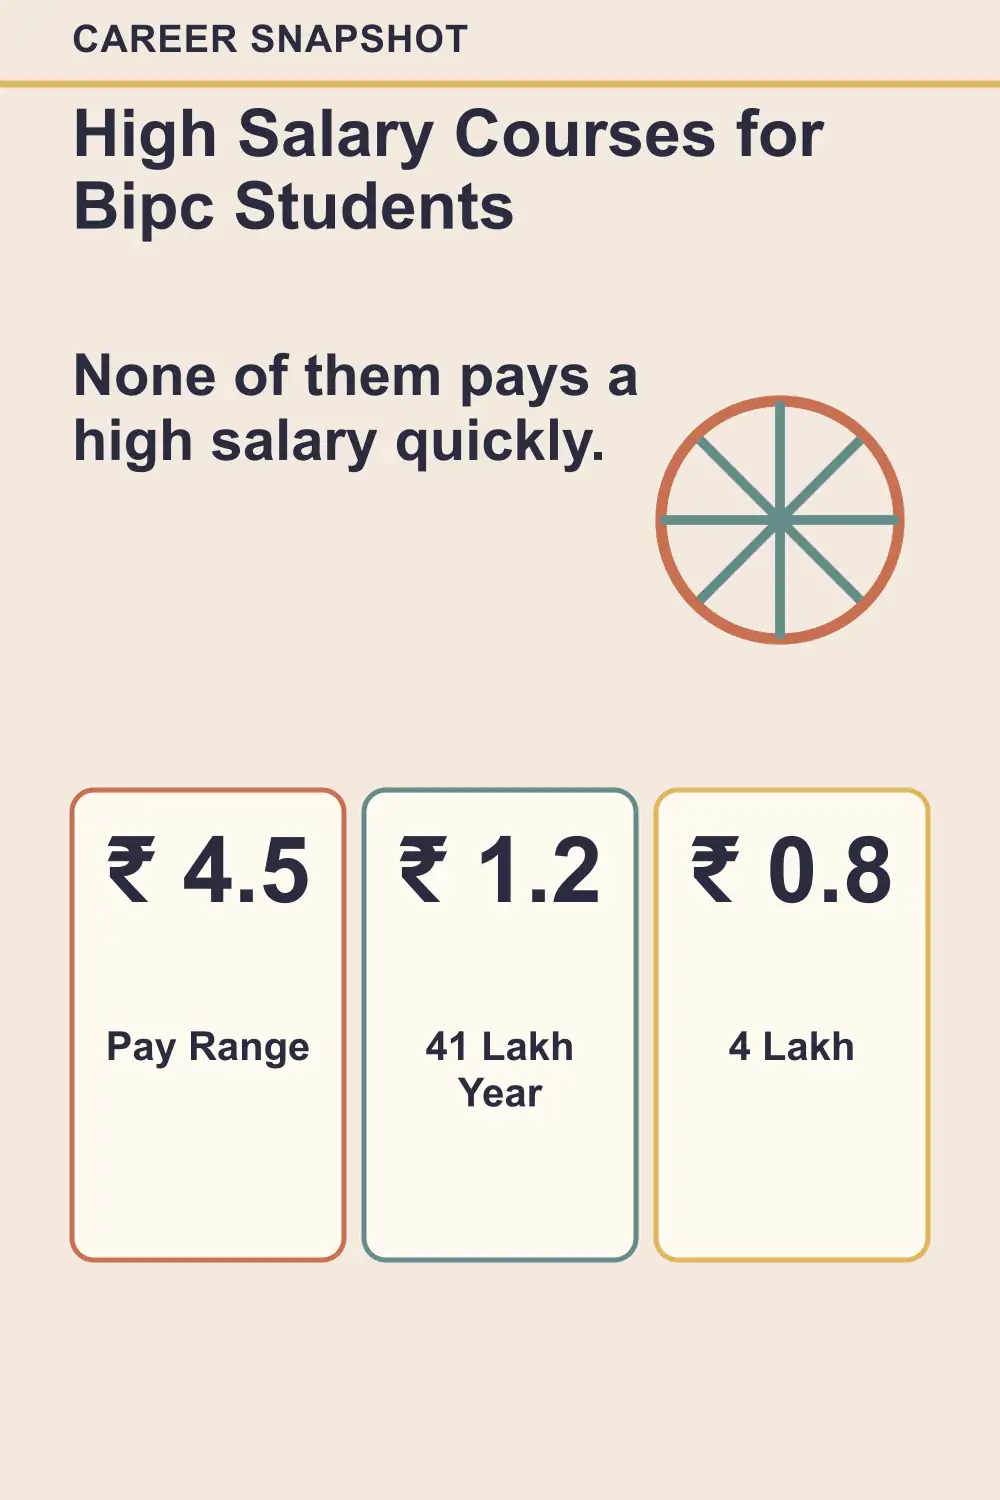 CAREER SNAPSHOT
High Salary Courses for
Bipc Students
None of them pays a
high salary quickly.
₹ 4.5
Pay Range
₹ 1.2
41 Lakh
Year
₹ 0.8
4 Lakh